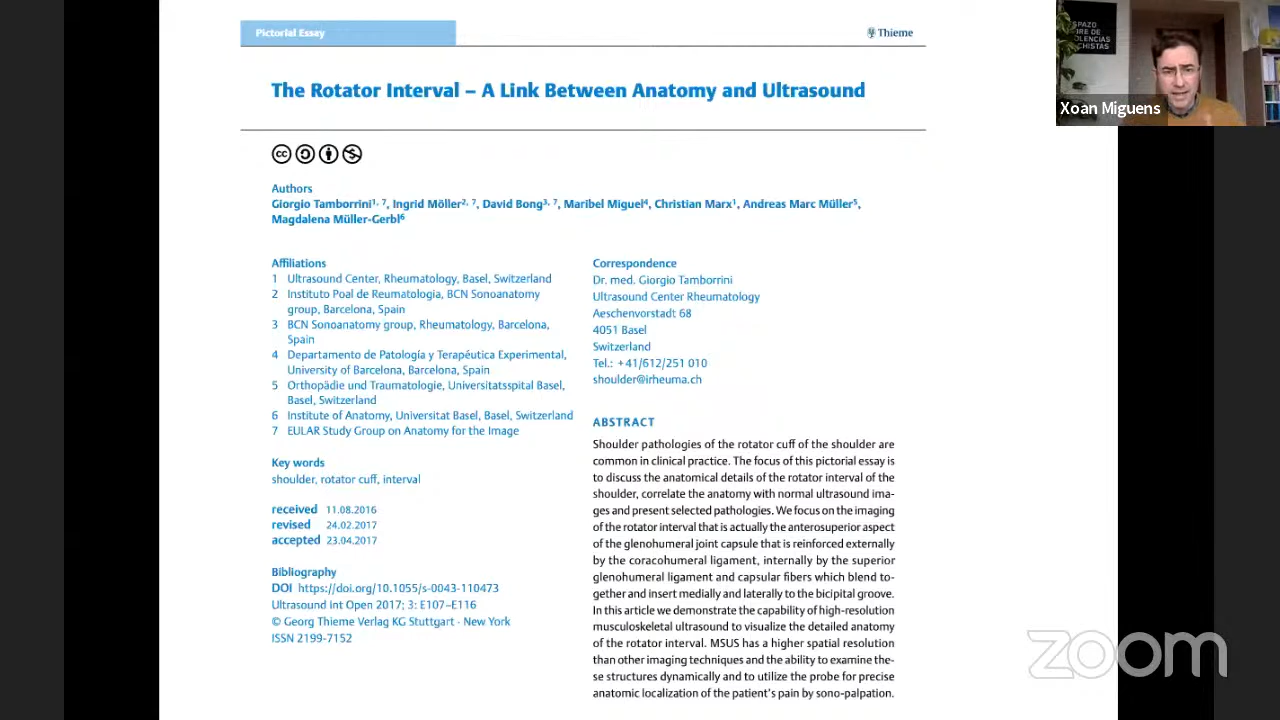 Pictorial Essay
Thieme
The Rotator Interval – A Link Between Anatomy and Ultrasound
Authors
Giorgio Tamborrini1, 7, Ingrid Möller2, 7, David Bong3, 7, Maribel Miguel4, Christian Marx1, Andreas Marc Müller5,
Magdalena Müller-Gerbl6
Affiliations
1 Ultrasound Center, Rheumatology, Basel, Switzerland
2 Instituto Poal de Reumatologia, BCN Sonoanatomy
group, Barcelona, Spain
3 BCN Sonoanatomy group, Rheumatology, Barcelona,
Spain
4 Departamento de Patología y Terapéutica Experimental,
University of Barcelona, Barcelona, Spain
5 Orthopädie und Traumatologie, Universitatsspital Basel,
Basel, Switzerland
6 Institute of Anatomy, Universitat Basel, Basel, Switzerland
7 EULAR Study Group on Anatomy for the Image
Key words
shoulder, rotator cuff, interval
received 11.08.2016
revised 24.02.2017
accepted 23.04.2017
Bibliography
DOI https://doi.org/10.1055/s-0043-110473
Ultrasound Int Open 2017; 3: E107–E116
© Georg Thieme Verlag KG Stuttgart · New York
ISSN 2199-7152
Correspondence
Dr. med. Giorgio Tamborrini
Ultrasound Center Rheumatology
Aeschenvorstadt 68
4051 Basel
Switzerland
Tel.: +41/612/251 010
shoulder@irheuma.ch
ABSTRACT
Shoulder pathologies of the rotator cuff of the shoulder are
common in clinical practice. The focus of this pictorial essay is
to discuss the anatomical details of the rotator interval of the
shoulder, correlate the anatomy with normal ultrasound ima-
ges and present selected pathologies. We focus on the imaging
of the rotator interval that is actually the anterosuperior aspect
of the glenohumeral joint capsule that is reinforced externally
by the coracohumeral ligament, internally by the superior
glenohumeral ligament and capsular fibers which blend to-
gether and insert medially and laterally to the bicipital groove.
In this article we demonstrate the capability of high-resolution
musculoskeletal ultrasound to visualize the detailed anatomy
of the rotator interval. MSUS has a higher spatial resolution
than other imaging techniques and the ability to examine the-
se structures dynamically and to utilize the probe for precise
anatomic localization of the patient's pain by sono-palpation.
SPAZO
DE
Xoan Miguens
zoom